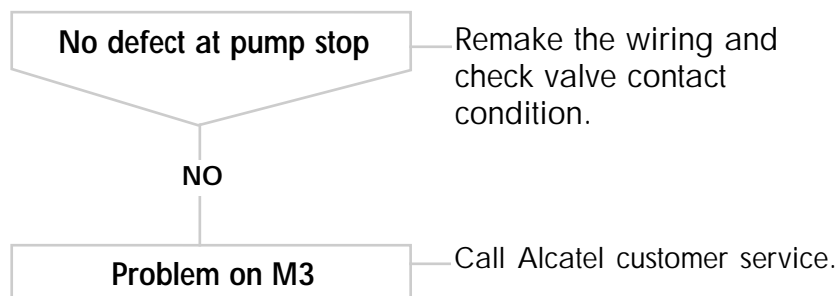 No defect at pump stop
Remake the wiring and
check valve contact
condition.
NO
Problem on M3
Call Alcatel customer service.